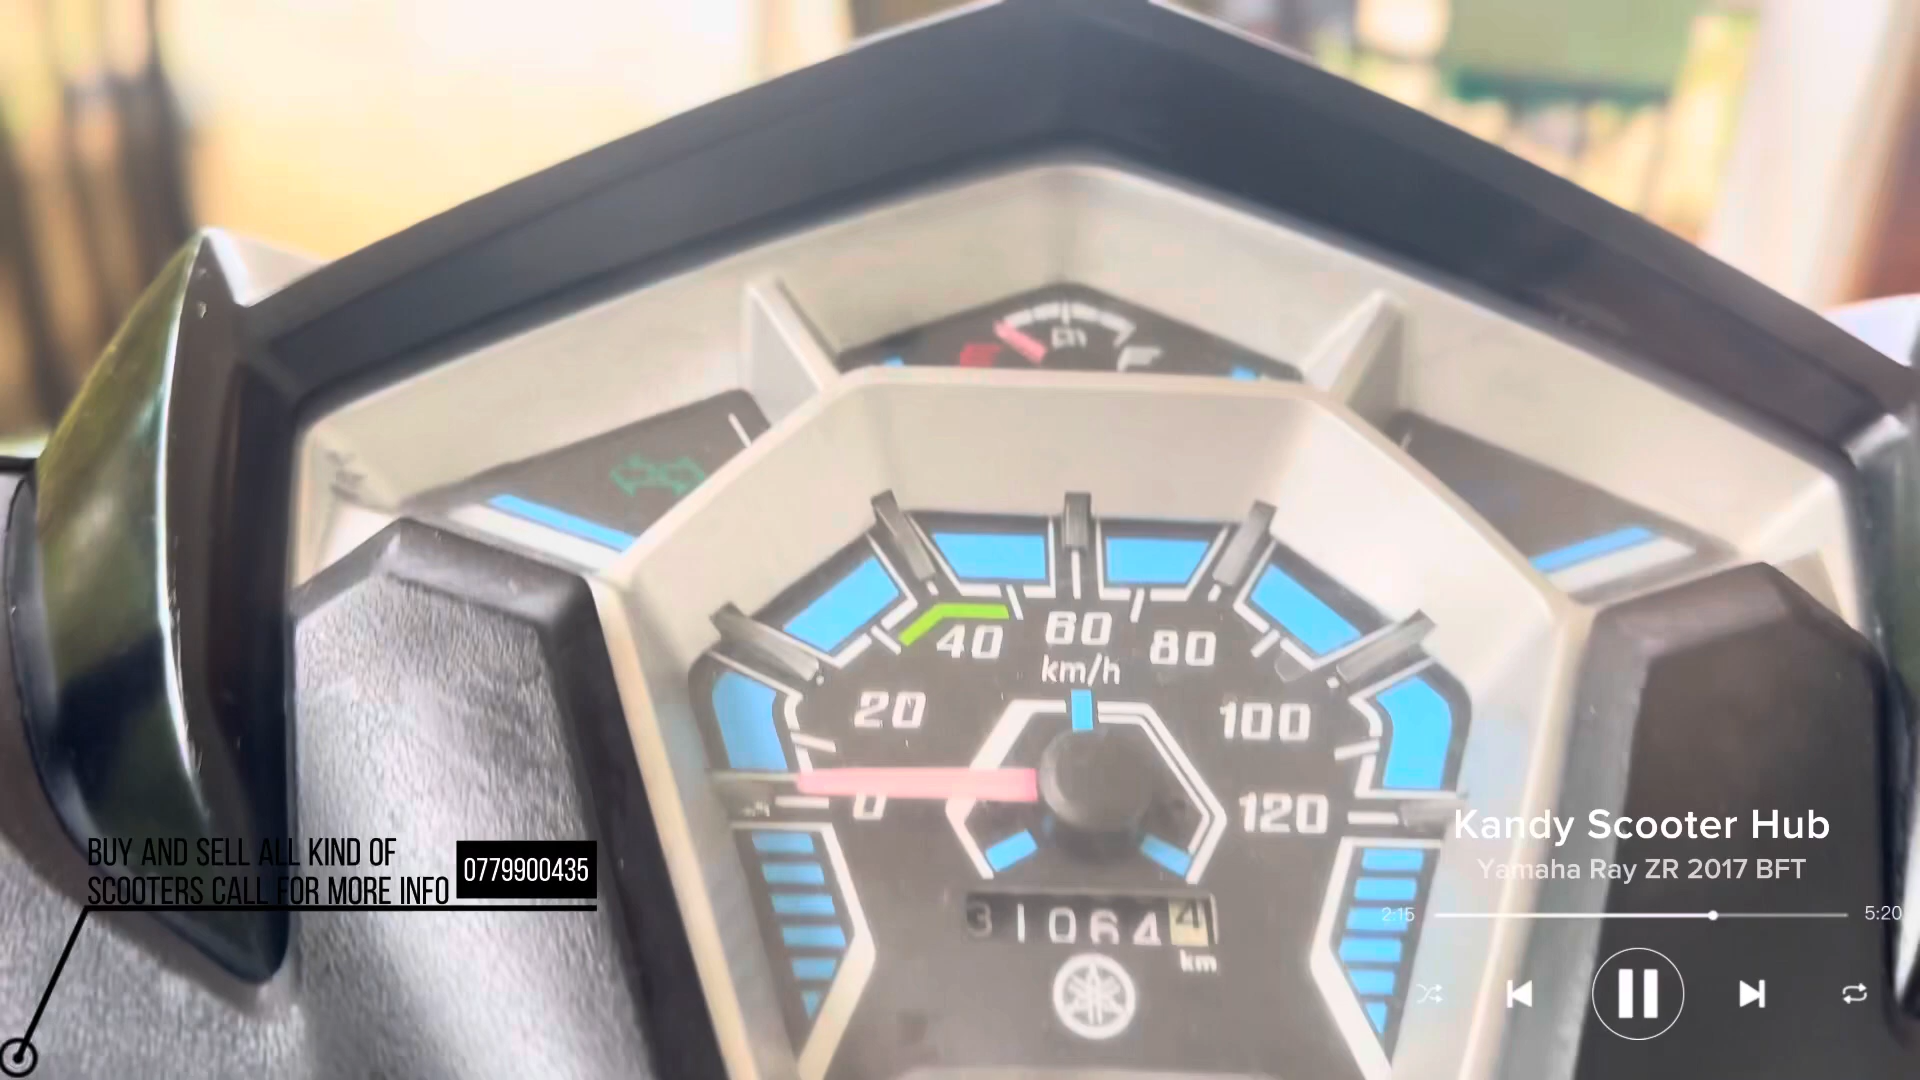 E
F
40
60
80
km/h
20
100
0
120
Kandy Scooter Hub
Yamaha Ray ZR 2017 BFT
BUY AND SELL ALL KIND OF
SCOOTERS CALL FOR MORE INFO
0779900435
2:15
5:20
310644
km